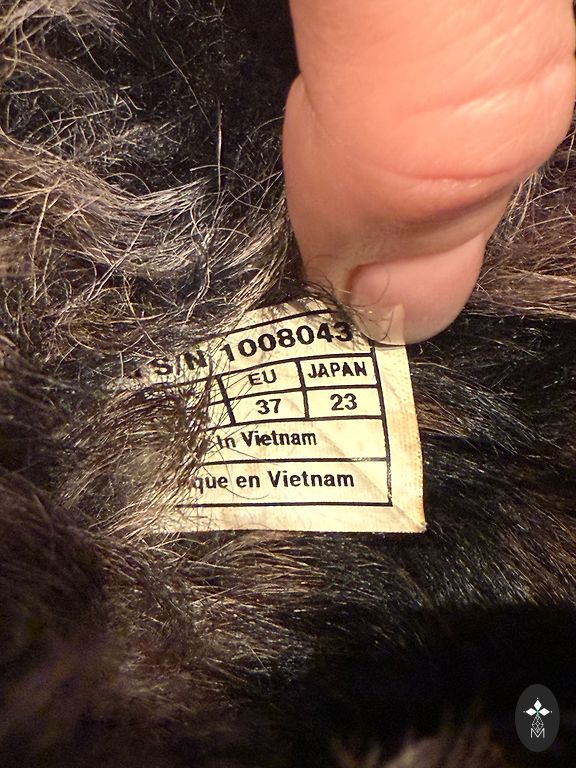 S/N 1008043
EU JAPAN
37 23
In Vietnam
que en Vietnam
M